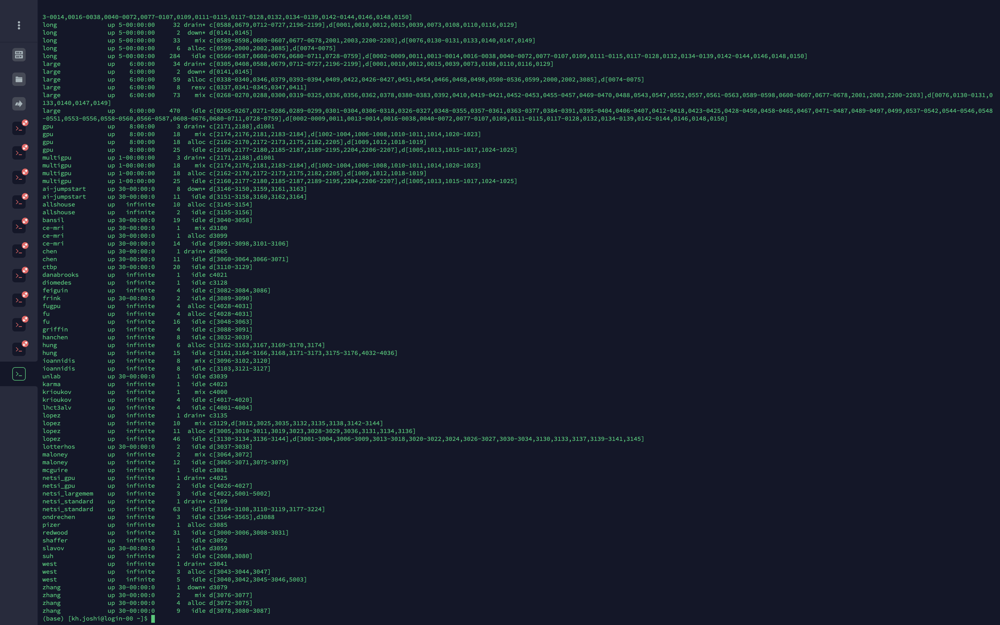 3-0014,0016-0038,0040-0072,0077-0107,0109,0111-0115,0117-0128,0132,0134-0139,0142-0144,0146,0148,0150]
long              up 5-00:00:00     32 drain* c[0588,0679,0712-0727,2196-2199],d[0001,0010,0012,0015,0039,0073,0108,0110,0116,0129]
long              up 5-00:00:00      2  down* d[0141,0145]
long              up 5-00:00:00     33    mix c[0589-0598,0600-0607,0677-0678,2001,2003,2200-2203],d[0076,0130-0131,0133,0140,0147,0149]
long              up 5-00:00:00      6  alloc c[0599,2000,2002,3085],d[0074-0075]
long              up 5-00:00:00    284   idle c[0566-0587,0608-0676,0680-0711,0728-0759],d[0002-0009,0011,0013-0014,0016-0038,0040-0072,0077-0107,0109,0111-0115,0117-0128,0132,0134-0139,0142-0144,0146,0148,0150]
large             up    6:00:00     34 drain* c[0305,0408,0588,0679,0712-0727,2196-2199],d[0001,0010,0012,0015,0039,0073,0108,0110,0116,0129]
large             up    6:00:00      2  down* d[0141,0145]
large             up    6:00:00     59  alloc c[0338-0340,0346,0379,0393-0394,0409,0422,0426-0427,0451,0454,0466,0468,0498,0500-0536,0599,2000,2002,3085],d[0074-0075]
large             up    6:00:00      8   resv c[0337,0341-0345,0347,0411]
large             up    6:00:00     73    mix c[0268-0270,0288,0300,0319-0325,0336,0356,0362,0378,0380-0383,0392,0410,0419-0421,0452-0453,0455-0457,0469-0470,0488,0543,0547,0552,0557,0561-0563,0589-0598,0600-0607,0677-0678,2001,2003,2200-2203],d[0076,0130-0131,0
133,0140,0147,0149]
large             up    6:00:00    470   idle c[0265-0267,0271-0286,0289-0299,0301-0304,0306-0318,0326-0327,0348-0355,0357-0361,0363-0377,0384-0391,0395-0404,0406-0407,0412-0418,0423-0425,0428-0450,0458-0465,0467,0471-0487,0489-0497,0499,0537-0542,0544-0546,0548
-0551,0553-0556,0558-0560,0566-0587,0608-0676,0680-0711,0728-0759],d[0002-0009,0011,0013-0014,0016-0038,0040-0072,0077-0107,0109,0111-0115,0117-0128,0132,0134-0139,0142-0144,0146,0148,0150]
gpu               up    8:00:00      3 drain* c[2171,2188],d1001
gpu               up    8:00:00     18    mix c[2174,2176,2181,2183-2184],d[1002-1004,1006-1008,1010-1011,1014,1020-1023]
gpu               up    8:00:00     18  alloc c[2162-2170,2172-2173,2175,2182,2205],d[1009,1012,1018-1019]
gpu               up    8:00:00     25   idle c[2160,2177-2180,2185-2187,2189-2195,2204,2206-2207],d[1005,1013,1015-1017,1024-1025]
multigpu          up 1-00:00:00      3 drain* c[2171,2188],d1001
multigpu          up 1-00:00:00     18    mix c[2174,2176,2181,2183-2184],d[1002-1004,1006-1008,1010-1011,1014,1020-1023]
multigpu          up 1-00:00:00     18  alloc c[2162-2170,2172-2173,2175,2182,2205],d[1009,1012,1018-1019]
multigpu          up 1-00:00:00     25   idle c[2160,2177-2180,2185-2187,2189-2195,2204,2206-2207],d[1005,1013,1015-1017,1024-1025]
ai-jumpstart      up 30-00:00:0      8  down* d[3146-3150,3159,3161,3163]
ai-jumpstart      up 30-00:00:0     11   idle d[3151-3158,3160,3162,3164]
allshouse         up   infinite     10  alloc c[3145-3154]
allshouse         up   infinite      2   idle c[3155-3156]
bansil            up 30-00:00:0     19   idle d[3040-3058]
ce-mri            up 30-00:00:0      1    mix d3100
ce-mri            up 30-00:00:0      1  alloc d3099
ce-mri            up 30-00:00:0     14   idle d[3091-3098,3101-3106]
chen              up 30-00:00:0      1 drain* d3065
chen              up 30-00:00:0     11   idle d[3060-3064,3066-3071]
ctbp              up 30-00:00:0     20   idle d[3110-3129]
danabrooks        up   infinite      1   idle c4021
diomedes          up   infinite      1   idle c3128
feiguin           up   infinite      4   idle c[3082-3084,3086]
frink             up 30-00:00:0      2   idle d[3089-3090]
fugpu             up   infinite      4  alloc c[4028-4031]
fu                up   infinite      4  alloc c[4028-4031]
fu                up   infinite     16   idle c[3048-3063]
griffin           up   infinite      4   idle c[3088-3091]
hanchen           up   infinite      8   idle c[3032-3039]
hung              up   infinite      6  alloc c[3162-3163,3167,3169-3170,3174]
hung              up   infinite     15   idle c[3161,3164-3166,3168,3171-3173,3175-3176,4032-4036]
ioannidis         up   infinite      8    mix c[3096-3102,3120]
ioannidis         up   infinite      8   idle c[3103,3121-3127]
unlab             up 30-00:00:0      1   idle d3039
karma             up   infinite      1   idle c4023
krioukov          up   infinite      1    mix c4000
krioukov          up   infinite      4   idle c[4017-4020]
lhct3alv          up   infinite      4   idle c[4001-4004]
lopez             up   infinite      1 drain* c3135
lopez             up   infinite     10    mix c3129,d[3012,3025,3035,3132,3135,3138,3142-3144]
lopez             up   infinite     11  alloc d[3005,3010-3011,3019,3023,3028-3029,3036,3131,3134,3136]
lopez             up   infinite     46   idle c[3130-3134,3136-3144],d[3001-3004,3006-3009,3013-3018,3020-3022,3024,3026-3027,3030-3034,3130,3133,3137,3139-3141,3145]
lotterhos         up 30-00:00:0      2   idle d[3037-3038]
maloney           up   infinite      2    mix c[3064,3072]
maloney           up   infinite     12   idle c[3065-3071,3075-3079]
mcguire           up   infinite      1   idle c3081
netsi_gpu         up   infinite      1 drain* c4025
netsi_gpu         up   infinite      2   idle c[4026-4027]
netsi_largemem    up   infinite      3   idle c[4022,5001-5002]
netsi_standard    up   infinite      1 drain* c3109
netsi_standard    up   infinite     63   idle c[3104-3108,3110-3119,3177-3224]
ondrechen         up   infinite      3   idle c[3564-3565],d3088
pizer             up   infinite      1  alloc c3085
redwood           up   infinite     31   idle c[3000-3006,3008-3031]
shaffer           up   infinite      1   idle c3092
slavov            up 30-00:00:0      1   idle d3059
suh               up   infinite      2   idle c[2008,3080]
west              up   infinite      1 drain* c3041
west              up   infinite      3  alloc c[3043-3044,3047]
west              up   infinite      5   idle c[3040,3042,3045-3046,5003]
zhang             up 30-00:00:0      1  down* d3079
zhang             up 30-00:00:0      2    mix d[3076-3077]
zhang             up 30-00:00:0      4  alloc d[3072-3075]
zhang             up 30-00:00:0      9   idle d[3078,3080-3087]
(base) [kh.joshi@login-00 ~]$